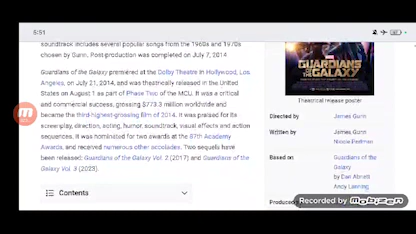 5:51
soundtrack includes several popular songs from the 1960s and 1970s
chosen by Gunn. Post-production was completed on July 7, 2014
Guardians of the Galaxy premiered at the Dolby Theatre in Hollywood, Los
Angeles, on July 21, 2014, and was theatrically released in the United
States on August 1 as part of Phase Two of the MCU. It was a critical
and commercial success, grossing $773.3 million worldwide and
became the third-highest-grossing film of 2014. It was praised for its
screenplay, direction, acting, humor, soundtrack, visual effects and action
sequences. It was nominated for two awards at the 87th Academy
Awards, and received numerous other accolades. Two sequels have
been released: Guardians of the Galaxy Vol. 2 (2017) and Guardians of the
Galaxy Vol. 3 (2023).
Contents
GUARDIANS
OF THE GALAXY
Theatrical release poster
Directed by James Gunn
Written by James Gunn
Nicole Perlman
Based on Guardians of the
Galaxy
by Dan Abnett
Andy Lanning
Produced
Recorded by MOBIZEN